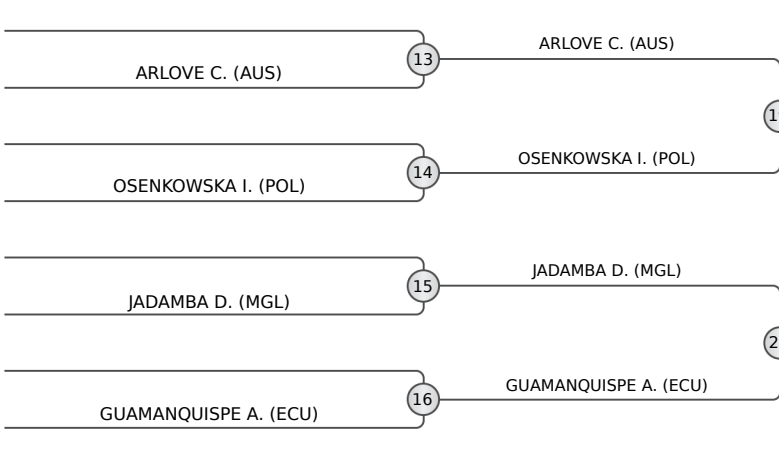 ARLOVE C. (AUS)
13
ARLOVE C. (AUS)
OSENKOWSKA I. (POL)
14
OSENKOWSKA I. (POL)
JADAMBA D. (MGL)
15
JADAMBA D. (MGL)
GUAMANQUISPE A. (ECU)
16
GUAMANQUISPE A. (ECU)